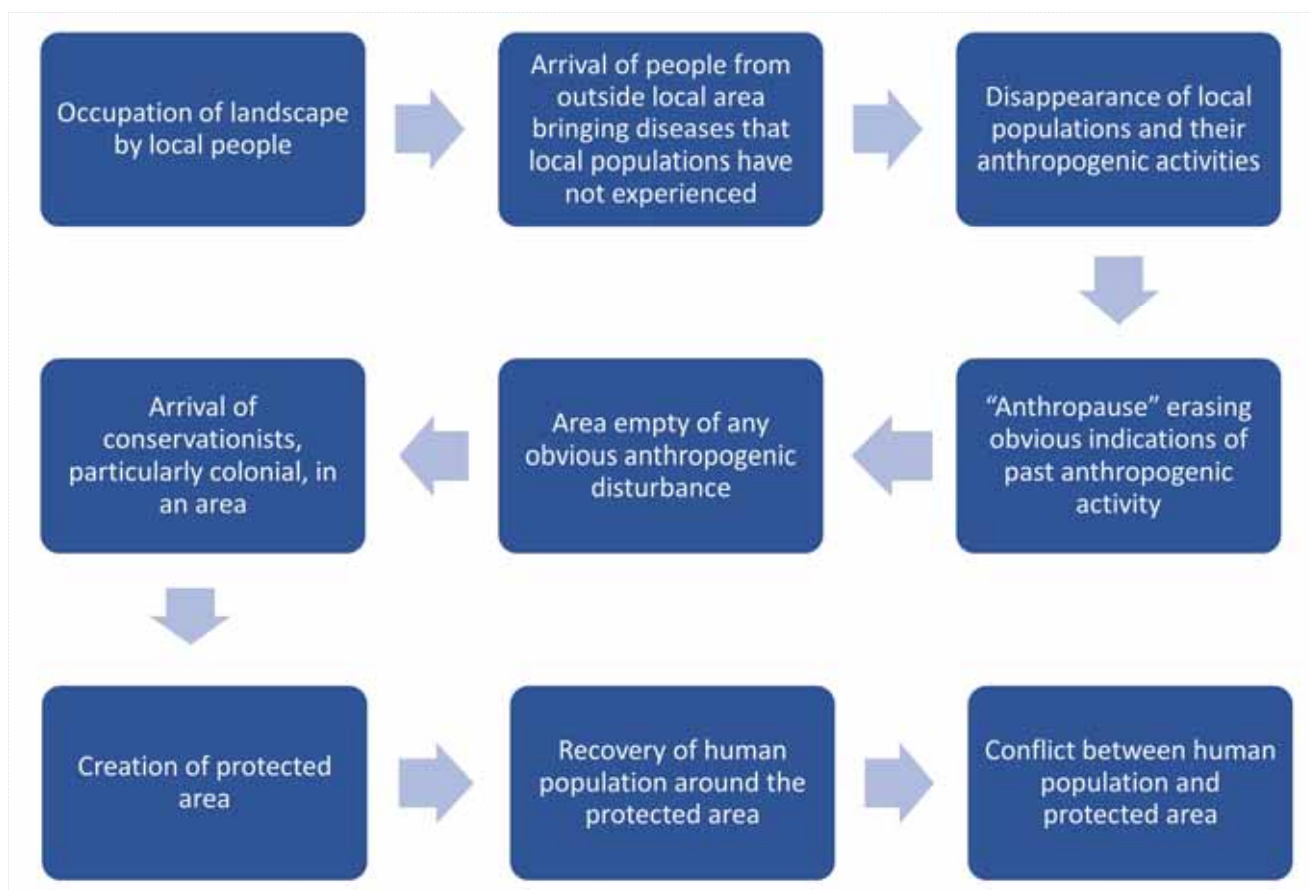 Occupation of landscape
by local people
Arrival of people from
outside local area
bringing diseases that
local populations have
not experienced
Disappearance of local
populations and their
anthropogenic activities
“Anthropause” erasing
obvious indications of
past anthropogenic
activity
Area empty of any
obvious anthropogenic
disturbance
Arrival of
conservationists,
particularly colonial, in
an area
Creation of protected
area
Recovery of human
population around the
protected area
Conflict between human
population and
protected area